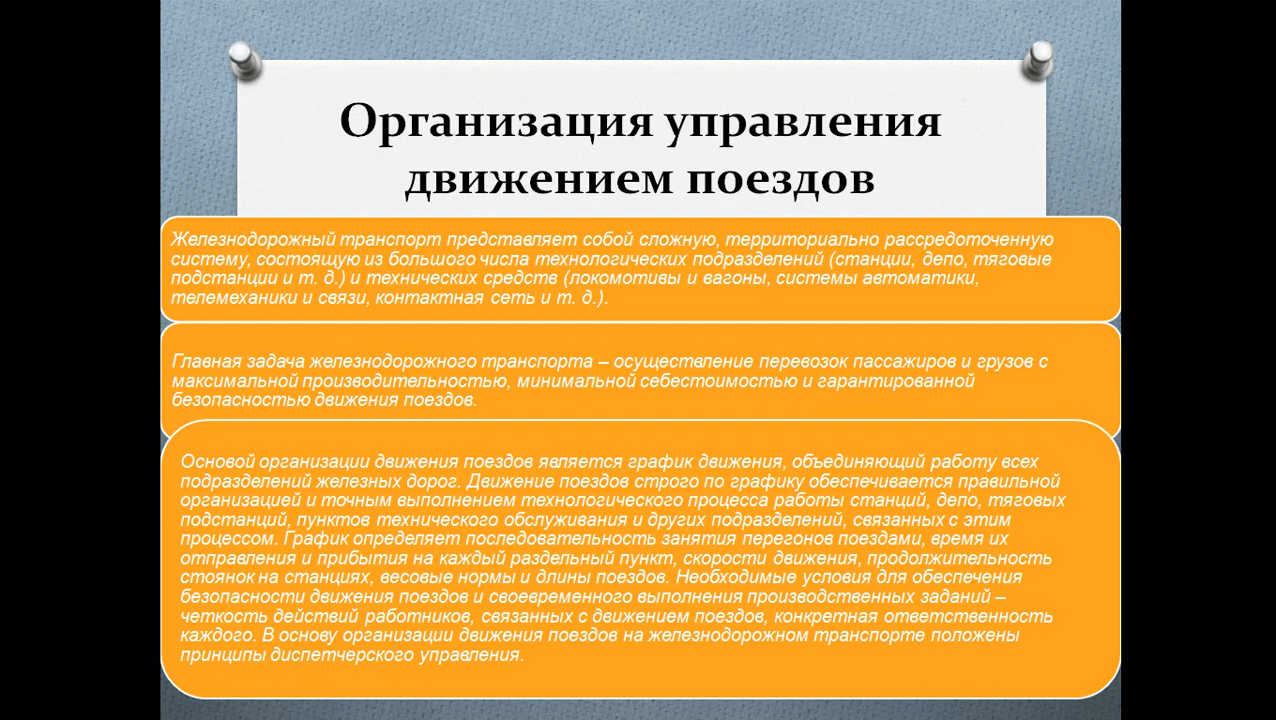 Организация управления
движением поездов
Железнодорожный транспорт представляет собой сложную, территориально рассредоточенную
систему, состоящую из большого числа технологических подразделений (станции, депо, тяговые
подстанции и т. д.) и технических средств (локомотивы и вагоны, системы автоматики,
телемеханики и связи, контактная сеть и т. д.).
Главная задача железнодорожного транспорта – осуществление перевозок пассажиров и грузов с
максимальной производительностью, минимальной себестоимостью и гарантированной
безопасностью движения поездов.
Основой организации движения поездов является график движения, объединяющий работу всех
подразделений железных дорог. Движение поездов строго по графику обеспечивается правильной
организацией и точным выполнением технологического процесса работы станций, депо, тяговых
подстанций, пунктов технического обслуживания и других подразделений, связанных с этим
процессом. График определяет последовательность занятия перегонов поездами, время их
отправления и прибытия на каждый раздельный пункт, скорости движения, продолжительность
стоянок на станциях, весовые нормы и длины поездов. Необходимые условия для обеспечения
безопасности движения поездов и своевременного выполнения производственных заданий –
четкость действий работников, связанных с движением поездов, конкретная ответственность
каждого. В основу организации движения поездов на железнодорожном транспорте положены
принципы диспетчерского управления.